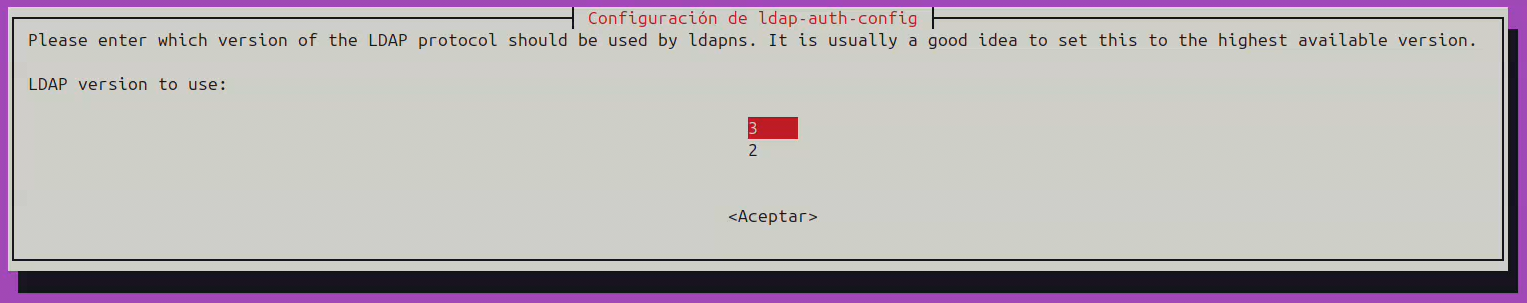 Configuración de ldap-auth-config
Please enter which version of the LDAP protocol should be used by ldapns. It is usually a good idea to set this to the highest available version.
LDAP version to use:
3
2
<Aceptar>